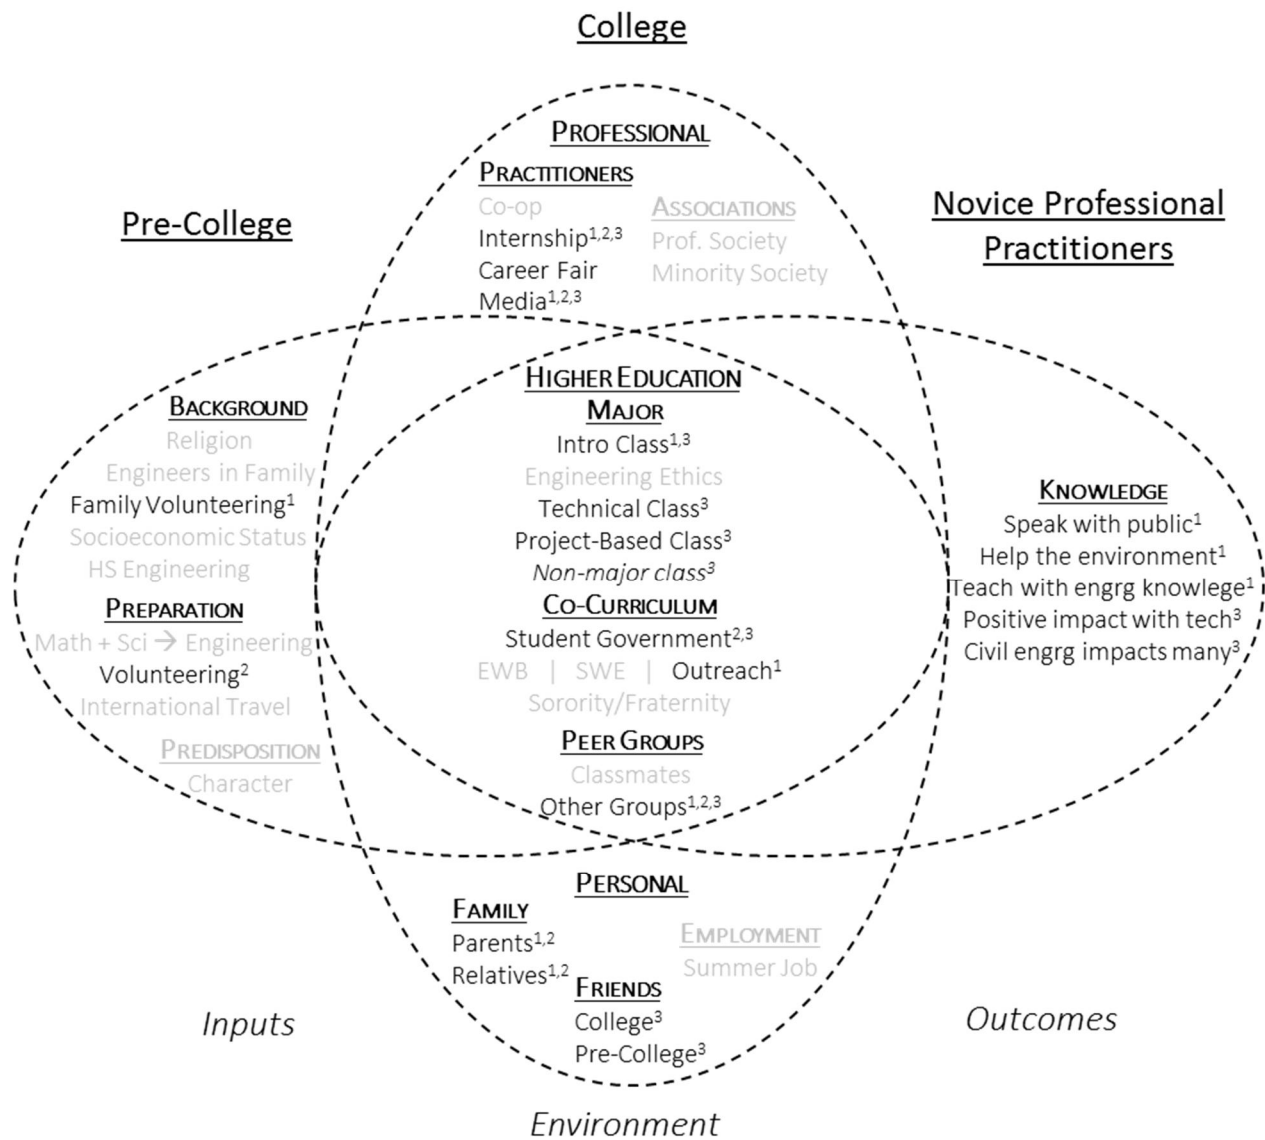 College
Pre-College
Novice Professional
Practitioners
PROFESSIONAL
PRACTITIONERS
Co-op
Internship1,2,3
Career Fair
Media1,2,3
ASSOCIATIONS
Prof. Society
Minority Society
BACKGROUND
Religion
Engineers in Family
Family Volunteering1
Socioeconomic Status
HS Engineering
PREPARATION
Math + Sci → Engineering
Volunteering2
International Travel
PREDISPOSITION
Character
HIGHER EDUCATION
MAJOR
Intro Class1,3
Engineering Ethics
Technical Class3
Project-Based Class3
Non-major class3
CO-CURRICULUM
Student Government2,3
EWB | SWE | Outreach1
Sorority/Fraternity
PEER GROUPS
Classmates
Other Groups1,2,3
KNOWLEDGE
Speak with public1
Help the environment1
Teach with engrg knowlege1
Positive impact with tech3
Civil engrg impacts many3
PERSONAL
FAMILY
Parents1,2
Relatives1,2
EMPLOYMENT
Summer Job
FRIENDS
College3
Pre-College3
Inputs
Outcomes
Environment